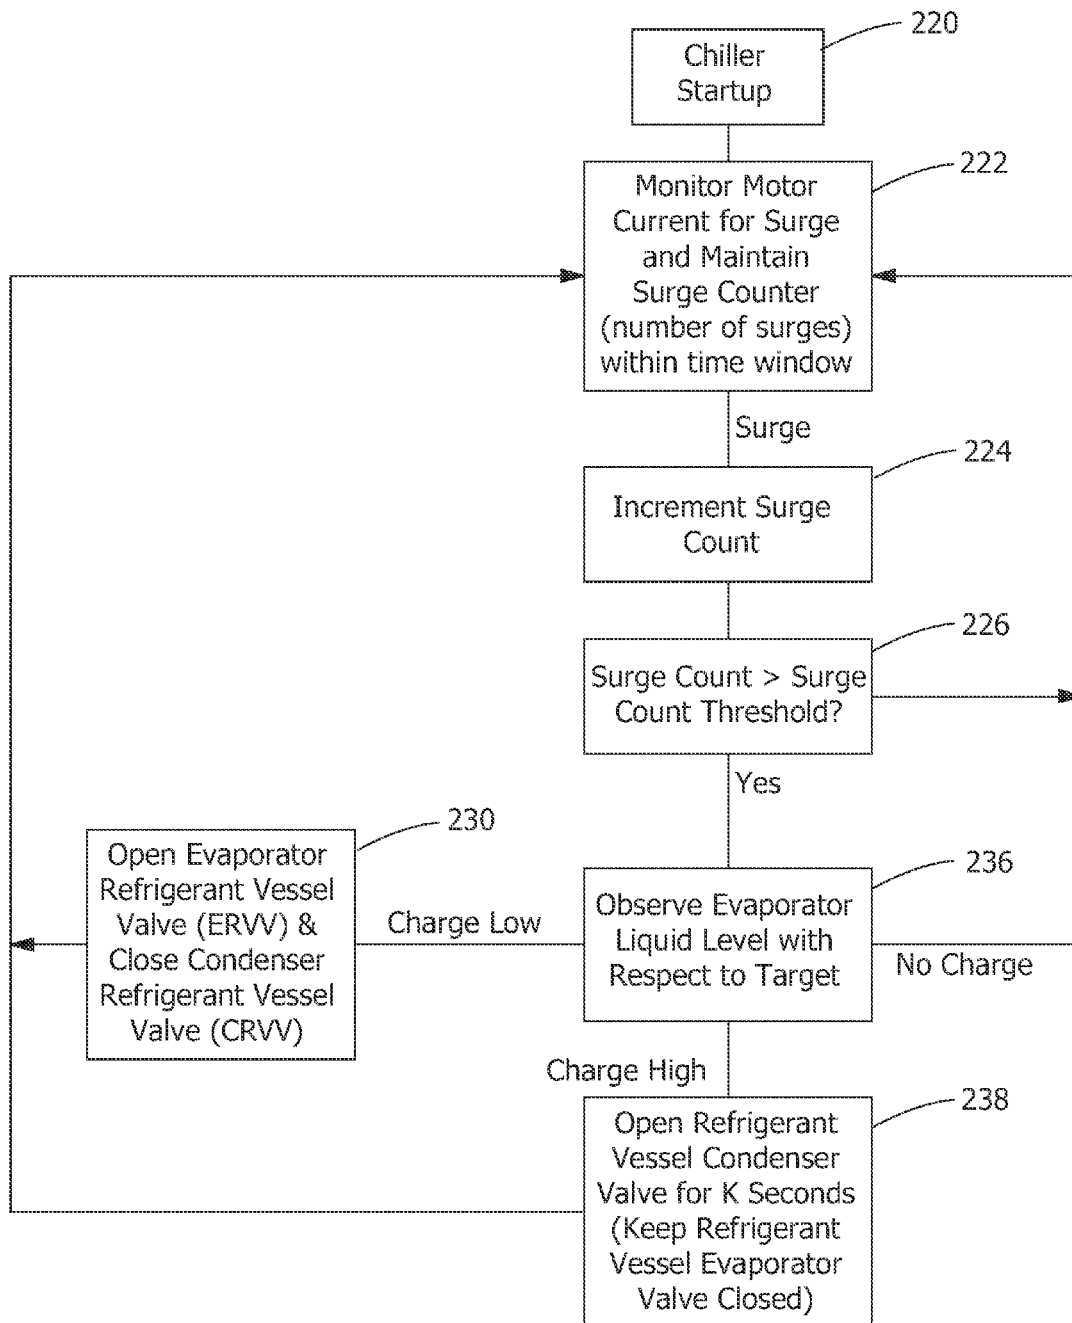 220
Chiller
Startup
222
Monitor Motor
Current for Surge
and Maintain
Surge Counter
(number of surges)
within time window
Surge
224
Increment Surge
Count
226
Surge Count > Surge
Count Threshold?
Yes
230
Open Evaporator
Refrigerant Vessel
Valve (ERVV) &
Close Condenser
Refrigerant Vessel
Valve (CRVV)
Charge Low
236
Observe Evaporator
Liquid Level with
Respect to Target
No Charge
Charge High
238
Open Refrigerant
Vessel Condenser
Valve for K Seconds
(Keep Refrigerant
Vessel Evaporator
Valve Closed)